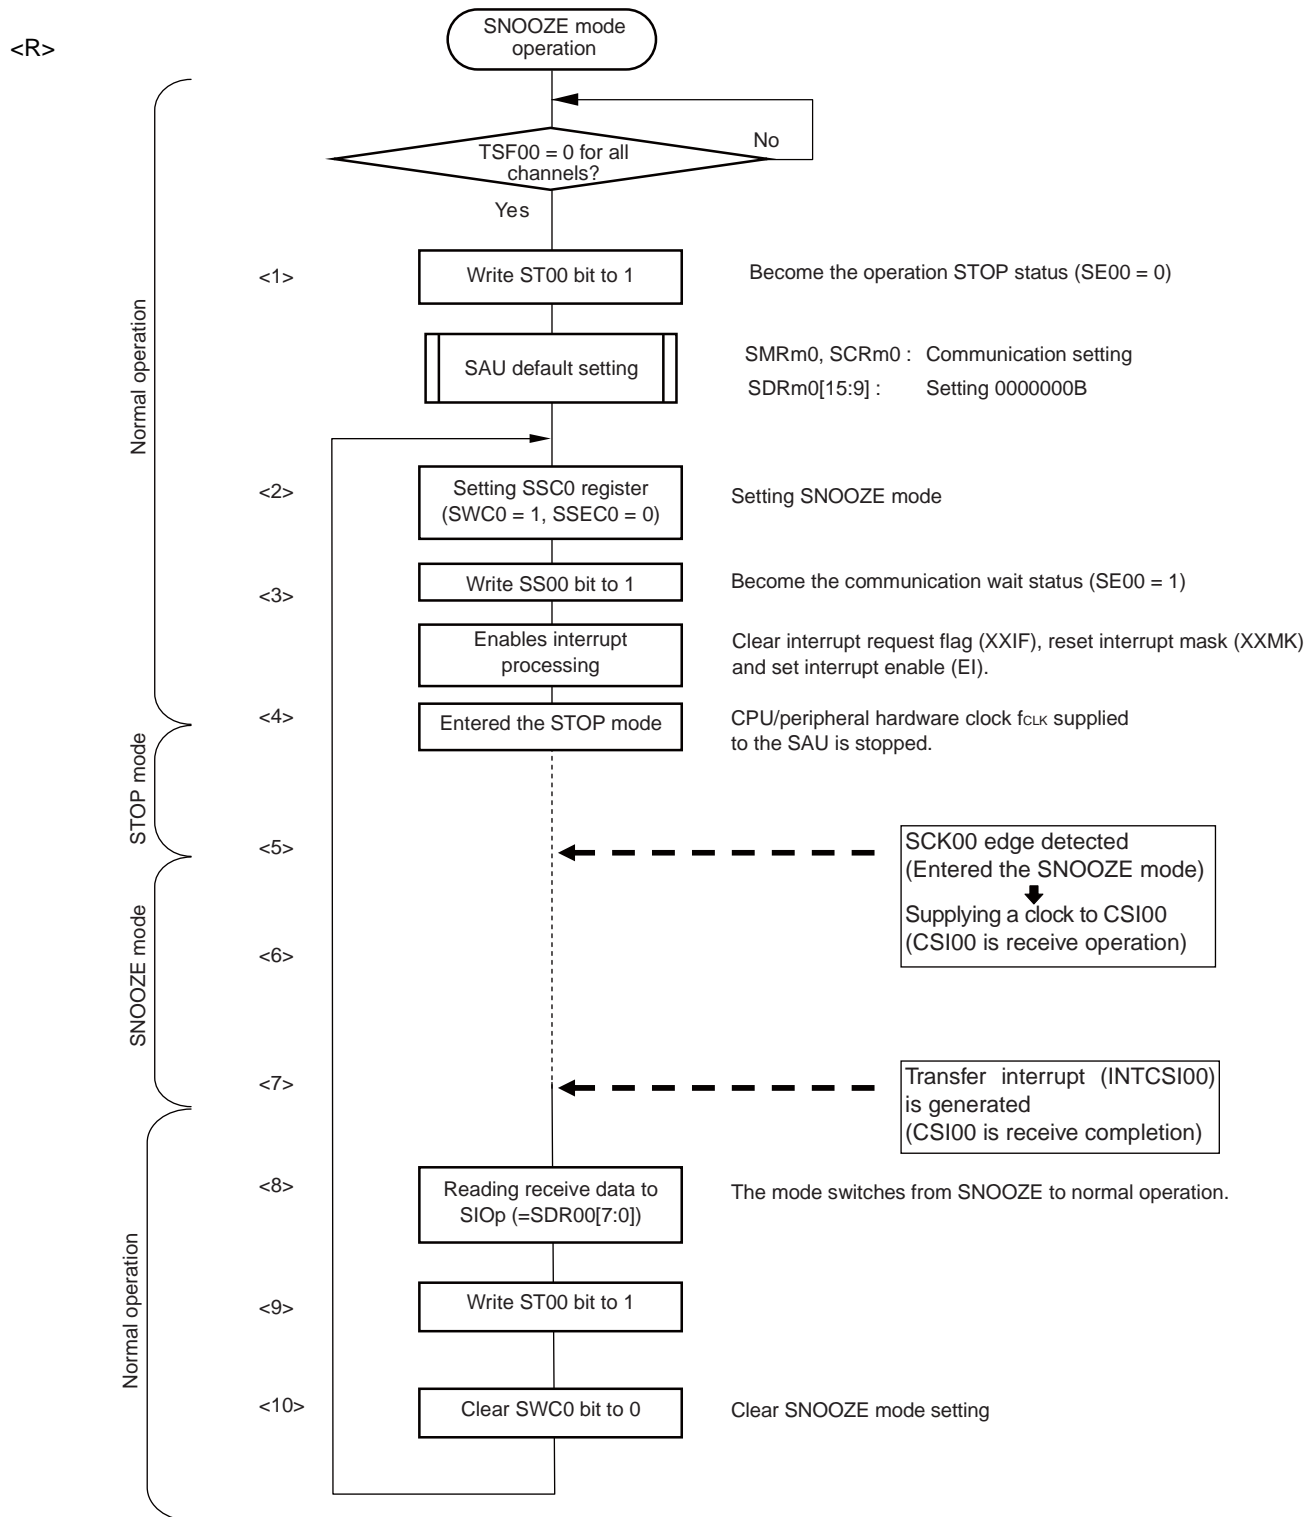 <R>
SNOOZE mode
operation
No
TSF00 = 0 for all
channels?
Yes
<1>
Write ST00 bit to 1
Become the operation STOP status (SE00 = 0)
SAU default setting
SMRm0, SCRm0 : Communication setting
SDRm0[15:9] : Setting 0000000B
Normal operation
<2>
Setting SSC0 register
(SWC0 = 1, SSEC0 = 0)
Setting SNOOZE mode
<3>
Write SS00 bit to 1
Become the communication wait status (SE00 = 1)
Enables interrupt
processing
Clear interrupt request flag (XXIF), reset interrupt mask (XXMK)
and set interrupt enable (EI).
<4>
Entered the STOP mode
CPU/peripheral hardware clock fCLK supplied
to the SAU is stopped.
STOP mode
<5>
SCK00 edge detected
(Entered the SNOOZE mode)
Supplying a clock to CSI00
(CSI00 is receive operation)
SNOOZE mode
<6>
<7>
Transfer interrupt (INTCSI00)
is generated
(CSI00 is receive completion)
<8>
Reading receive data to
SIOp (=SDR00[7:0])
The mode switches from SNOOZE to normal operation.
Normal operation
<9>
Write ST00 bit to 1
<10>
Clear SWC0 bit to 0
Clear SNOOZE mode setting